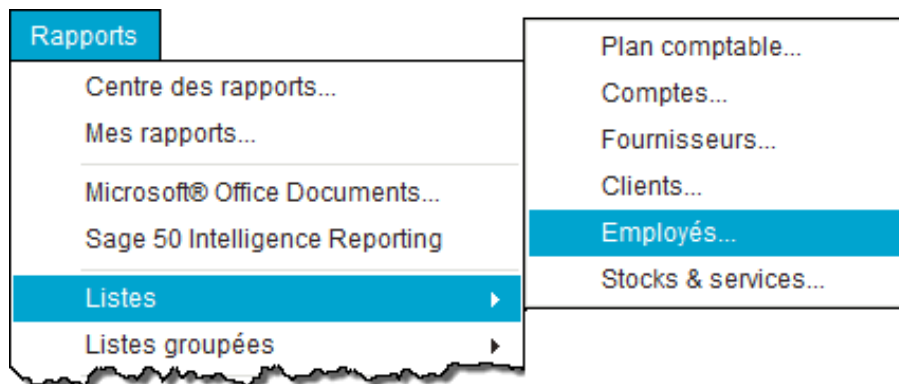 Rapports
Centre des rapports...
Mes rapports...
Microsoft® Office Documents...
Sage 50 Intelligence Reporting
Listes
Listes groupées
Plan comptable...
Comptes...
Fournisseurs...
Clients...
Employés...
Stocks & services...